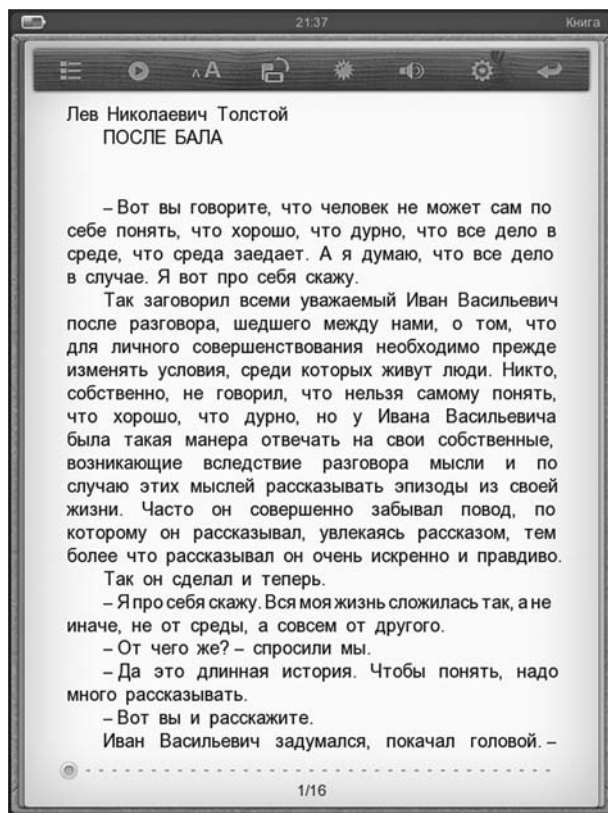 21:37
Книга
ʌA
Лев Николаевич Толстой
ПОСЛЕ БАЛА
– Вот вы говорите, что человек не может сам по
себе понять, что хорошо, что дурно, что все дело в
среде, что среда заедает. А я думаю, что все дело
в случае. Я вот про себя скажу.
Так заговорил всеми уважаемый Иван Васильевич
после разговора, шедшего между нами, о том, что
для личного совершенствования необходимо прежде
изменять условия, среди которых живут люди. Никто,
собственно, не говорил, что нельзя самому понять,
что хорошо, что дурно, но у Ивана Васильевича
была такая манера отвечать на свои собственные,
возникающие вследствие разговора мысли и по
случаю этих мыслей рассказывать эпизоды из своей
жизни. Часто он совершенно забывал повод, по
которому он рассказывал, увлекаясь рассказом, тем
более что рассказывал он очень искренно и правдиво.
Так он сделал и теперь.
– Я про себя скажу. Вся моя жизнь сложилась так, а не
иначе, не от среды, а совсем от другого.
– От чего же? – спросили мы.
– Да это длинная история. Чтобы понять, надо
много рассказывать.
– Вот вы и расскажите.
Иван Васильевич задумался, покачал головой. –
1/16